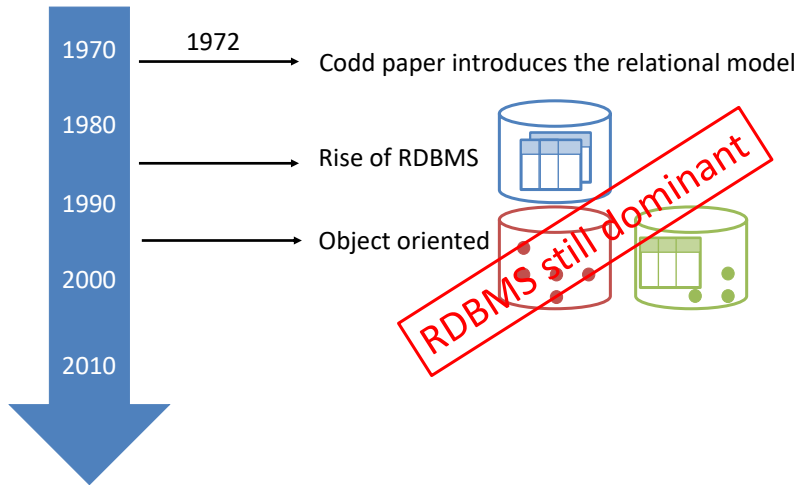 1970
1972
Codd paper introduces the relational model
1980
Rise of RDBMS
1990
Object oriented
2000
RDBMS still dominant
2010